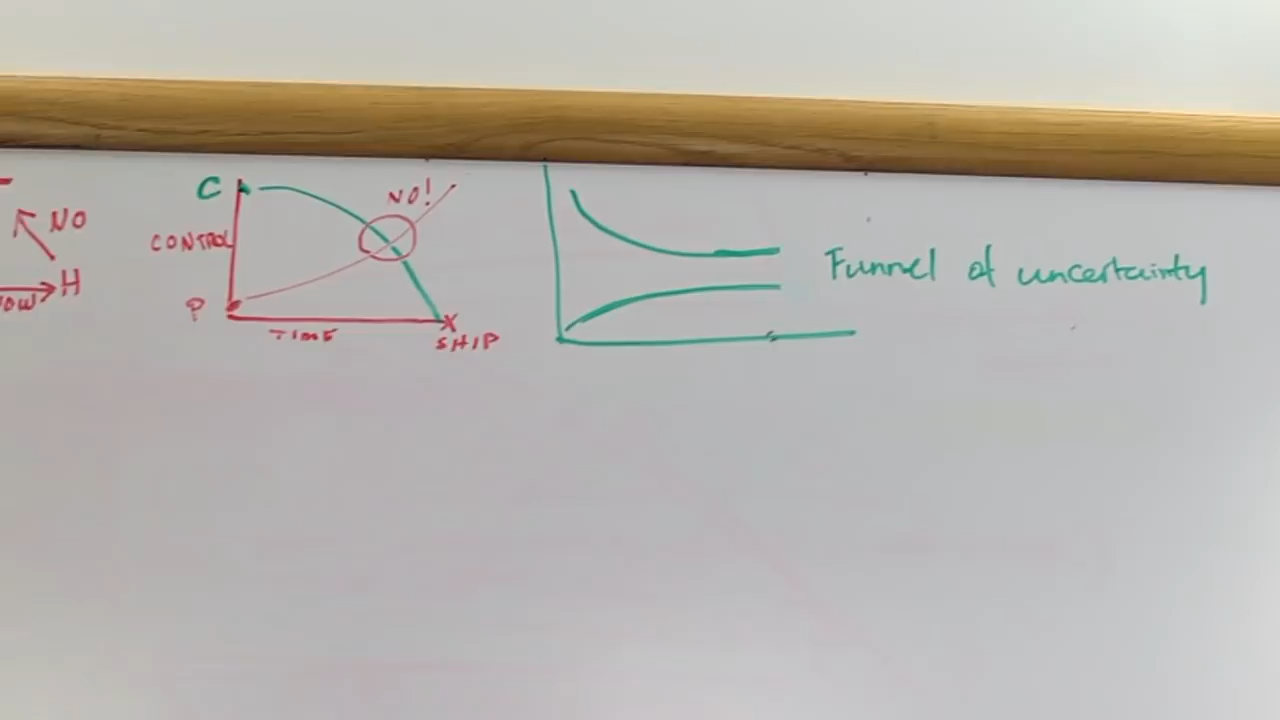 NO
H
C
CONTROL
P
TIME
X
SHIP
NO!
Funnel of uncertainty